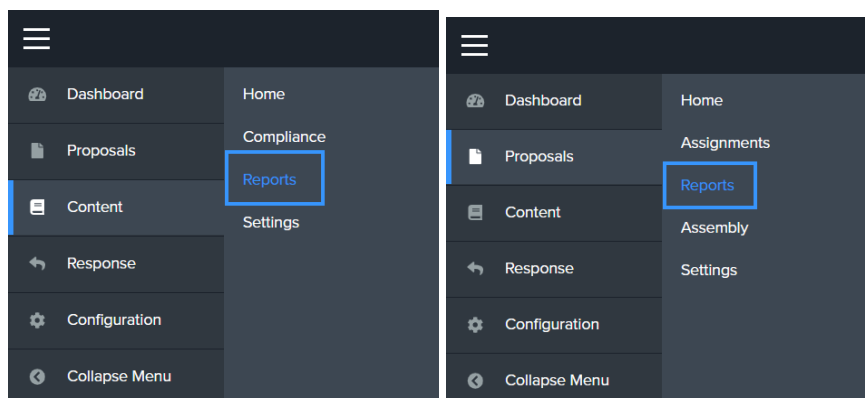 Dashboard
Proposals
Content
Response
Configuration
Collapse Menu
Home
Compliance
Reports
Settings
Dashboard
Proposals
Content
Response
Configuration
Collapse Menu
Home
Assignments
Reports
Assembly
Settings